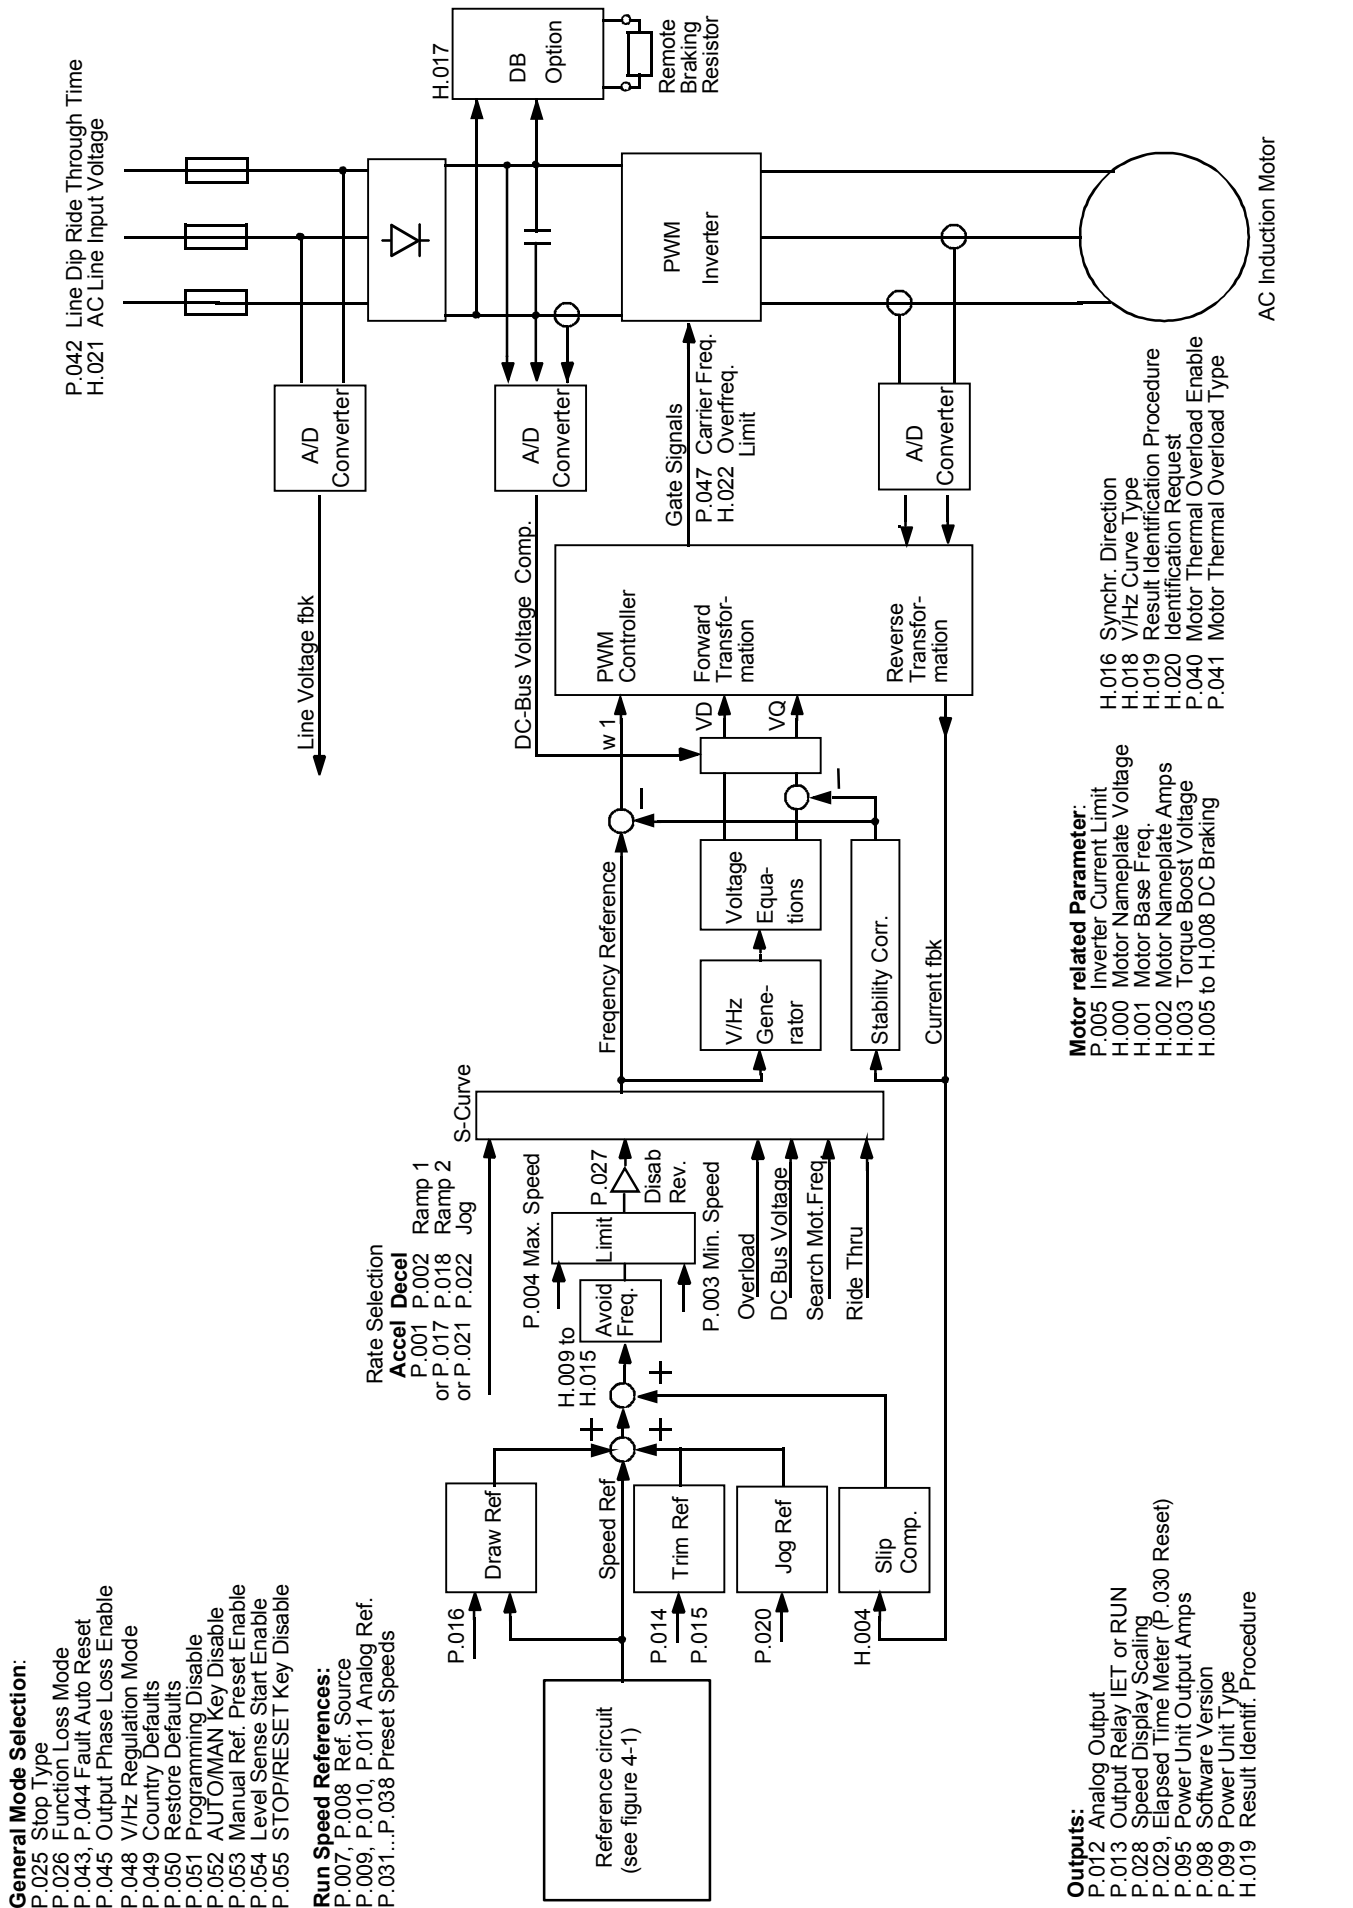 General Mode Selection:
P.025 Stop Type
P.026 Function Loss Mode
P.043, P.044 Fault Auto Reset
P.045 Output Phase Loss Enable
P.048 V/Hz Regulation Mode
P.049 Country Defaults
P.050 Restore Defaults
P.051 Programming Disable
P.052 AUTO/MAN Key Disable
P.053 Manual Ref. Preset Enable
P.054 Level Sense Start Enable
P.055 STOP/RESET Key Disable
Run Speed References:
P.007, P.008 Ref. Source
P.009, P.010, P.011 Analog Ref.
P.031...P.038 Preset Speeds
Reference circuit
(see figure 4-1)
P.016
Draw Ref
Speed Ref
P.014
P.015
Trim Ref
P.020
Jog Ref
H.004
Slip
Comp.
+
+
+
Rate Selection
Accel Decel
P.001 P.002 Ramp 1
or P.017 P.018 Ramp 2
or P.021 P.022 Jog
H.009 to
H.015
Avoid
Freq.
P.004 Max. Speed
Limit
P.003 Min. Speed
P.027
Disab
Rev.
Overload
DC Bus Voltage
Search Mot.Freq.
Ride Thru
S-Curve
Freqency Reference
V/Hz
Gene-
rator
Voltage
Equa-
tions
Stability Corr.
Current fbk
–
–
w 1
VD
VQ
PWM
Controller
Forward
Transfor-
mation
Reverse
Transfor-
mation
Line Voltage fbk
DC-Bus Voltage Comp.
Gate Signals
P.047 Carrier Freq.
H.022 Overfreq.
Limit
A/D
Converter
A/D
Converter
A/D
Converter
P.042 Line Dip Ride Through Time
H.021 AC Line Input Voltage
PWM
Inverter
H.017
DB
Option
Remote
Braking
Resistor
AC Induction Motor
Outputs:
P.012 Analog Output
P.013 Output Relay IET or RUN
P.028 Speed Display Scaling
P.029, Elapsed Time Meter (P.030 Reset)
P.095 Power Unit Output Amps
P.098 Software Version
P.099 Power Unit Type
H.019 Result Identif. Procedure
Motor related Parameter:
P.005 Inverter Current Limit
H.000 Motor Nameplate Voltage
H.001 Motor Base Freq.
H.002 Motor Nameplate Amps
H.003 Torque Boost Voltage
H.005 to H.008 DC Braking
H.016 Synchr. Direction
H.018 V/Hz Curve Type
H.019 Result Identification Procedure
H.020 Identification Request
P.040 Motor Thermal Overload Enable
P.041 Motor Thermal Overload Type